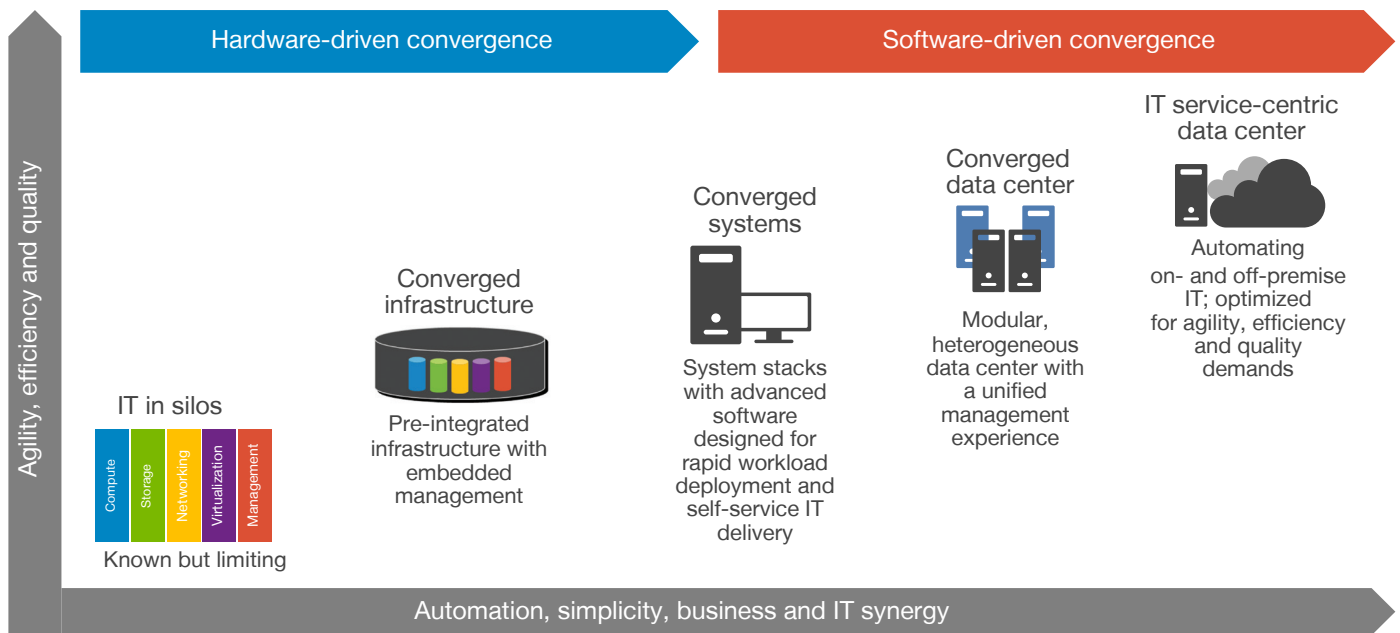 Hardware-driven convergence
Software-driven convergence
Agility, efficiency and quality
IT in silos
Compute
Storage
Networking
Virtualization
Management
Known but limiting
Converged
infrastructure
Pre-integrated
infrastructure with
embedded
management
Converged
systems
System stacks
with advanced
software
designed for
rapid workload
deployment and
self-service IT
delivery
Converged
data center
Modular,
heterogeneous
data center with
a unified
management
experience
IT service-centric
data center
Automating
on- and off-premise
IT; optimized
for agility, efficiency
and quality
demands
Automation, simplicity, business and IT synergy